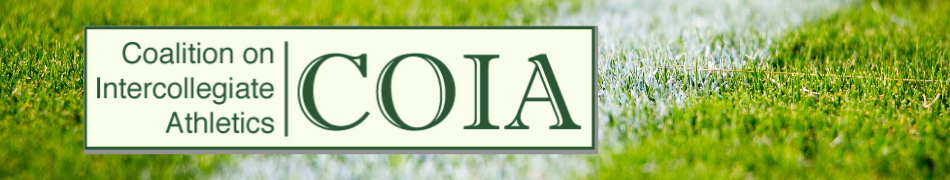 Coalition on
Intercollegiate
Athletics
COIA